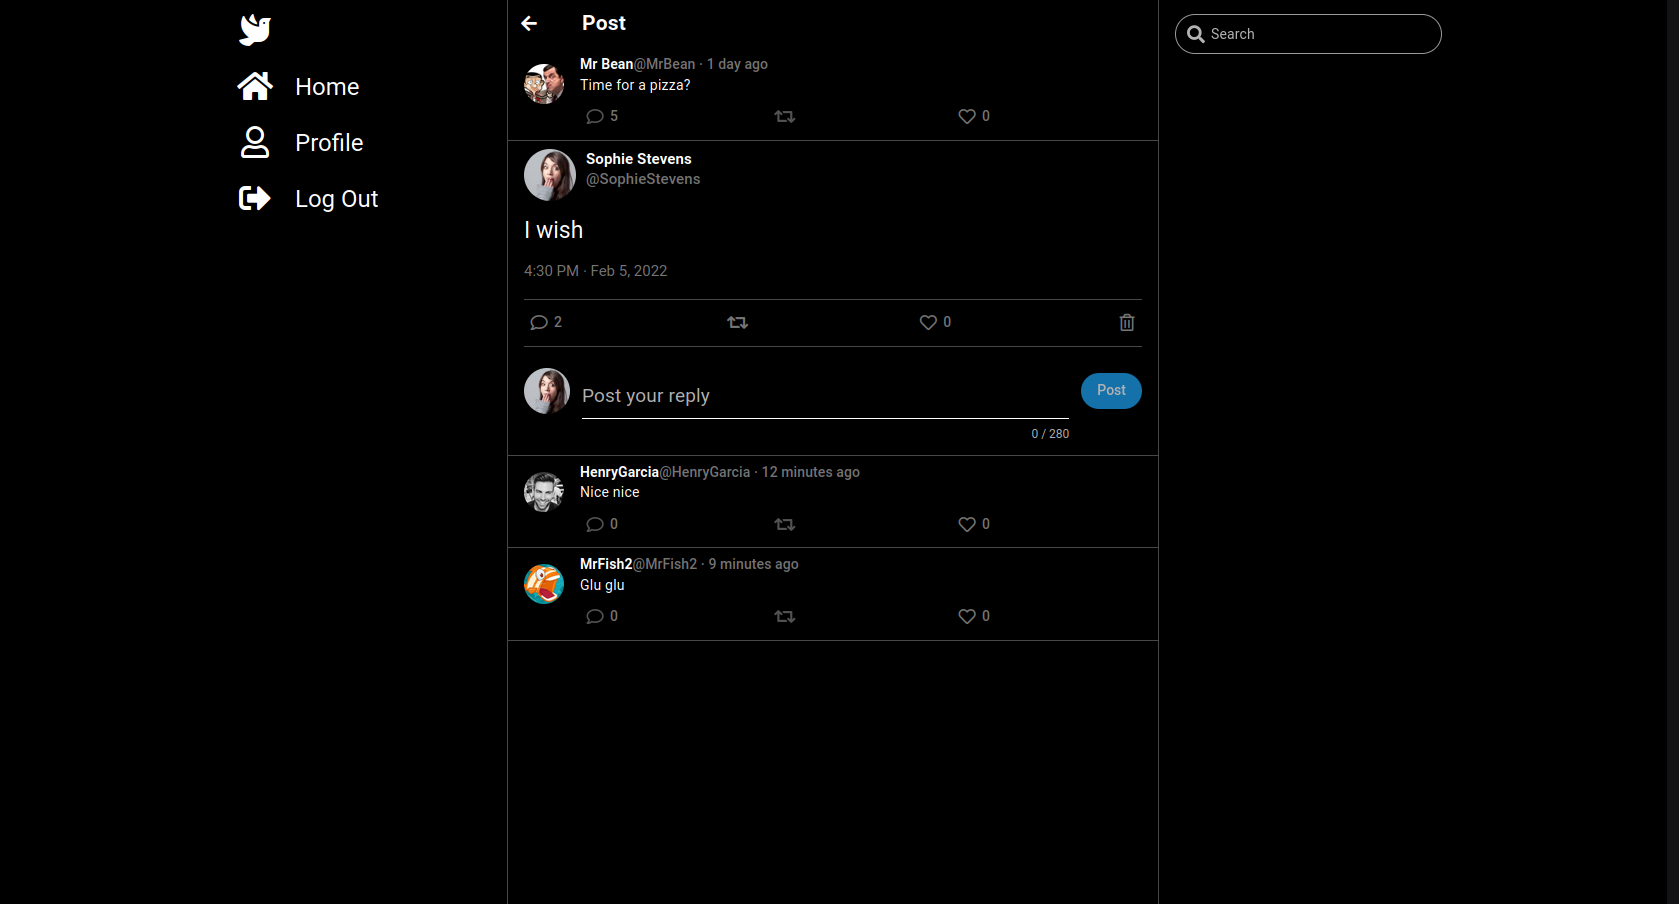 Home
Profile
Log Out
Post
Mr Bean@MrBean · 1 day ago
Time for a pizza?
5
0
Sophie Stevens
@SophieStevens
I wish
4:30 PM · Feb 5, 2022
2
0
Post your reply
Post
0 / 280
HenryGarcia@HenryGarcia · 12 minutes ago
Nice nice
0
0
MrFish2@MrFish2 · 9 minutes ago
Glu glu
0
0
Search